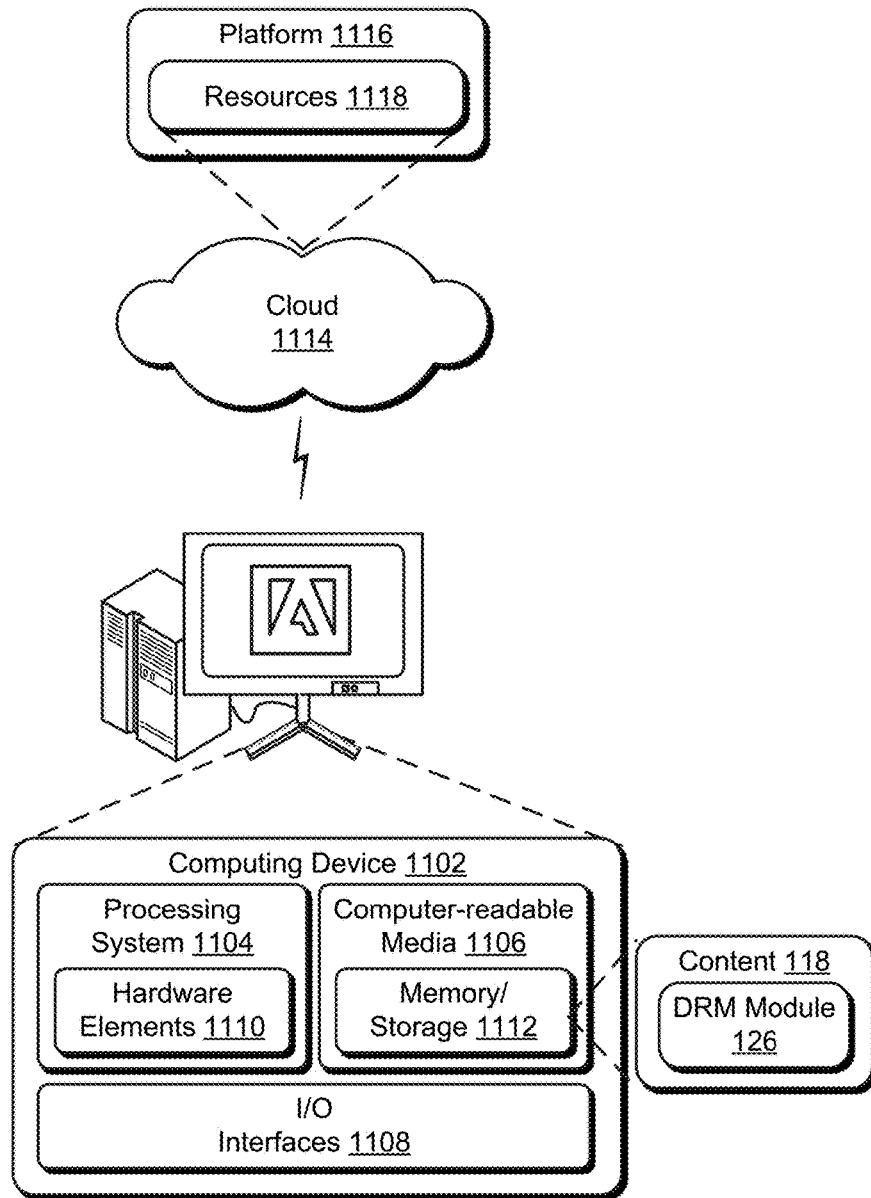 Platform 1116
Resources 1118
Cloud
1114
Computing Device 1102
Processing
System 1104
Hardware
Elements 1110
Computer-readable
Media 1106
Memory/
Storage 1112
Content 118
DRM Module
126
I/O
Interfaces 1108